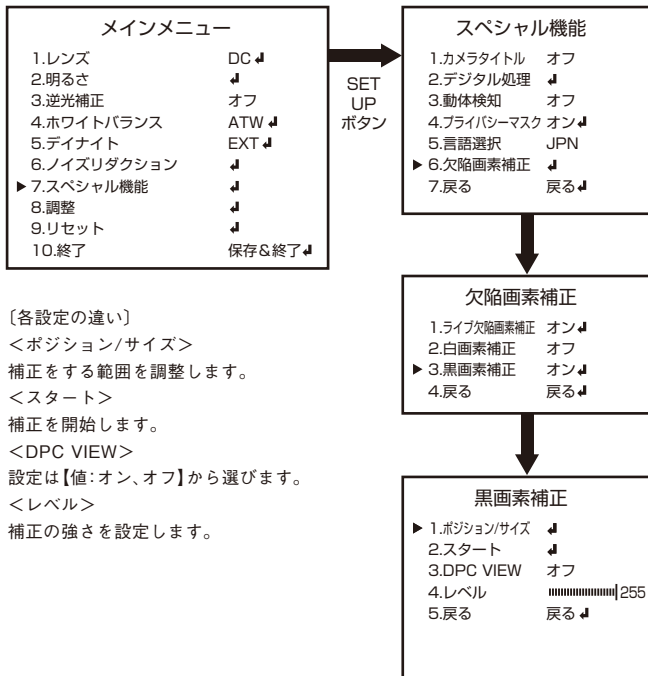 メインメニュー
1.レンズ DC↲
2.明るさ ↲
3.逆光補正 オフ
4.ホワイトバランス ATW↲
5.デイナイト EXT↲
6.ノイズリダクション ↲
▶7.スペシャル機能 ↲
8.調整 ↲
9.リセット ↲
10.終了 保存&終了↲
SET
UP
ボタン
スペシャル機能
1.カメラタイトル オフ
2.デジタル処理 ↲
3.動体検知 オフ
4.プライバシーマスク オン↲
5.言語選択 JPN
▶6.欠陥画素補正 ↲
7.戻る 戻る↲
欠陥画素補正
1.ライブ欠陥画素補正 オン↲
2.白画素補正 オフ
▶3.黒画素補正 オン↲
4.戻る 戻る↲
黒画素補正
▶1.ポジション/サイズ ↲
2.スタート ↲
3.DPC VIEW オフ
4.レベル 255
5.戻る 戻る↲
〔各設定の違い〕
<ポジション/サイズ>
補正をする範囲を調整します。
<スタート>
補正を開始します。
<DPC VIEW>
設定は【値:オン、オフ】から選びます。
<レベル>
補正の強さを設定します。